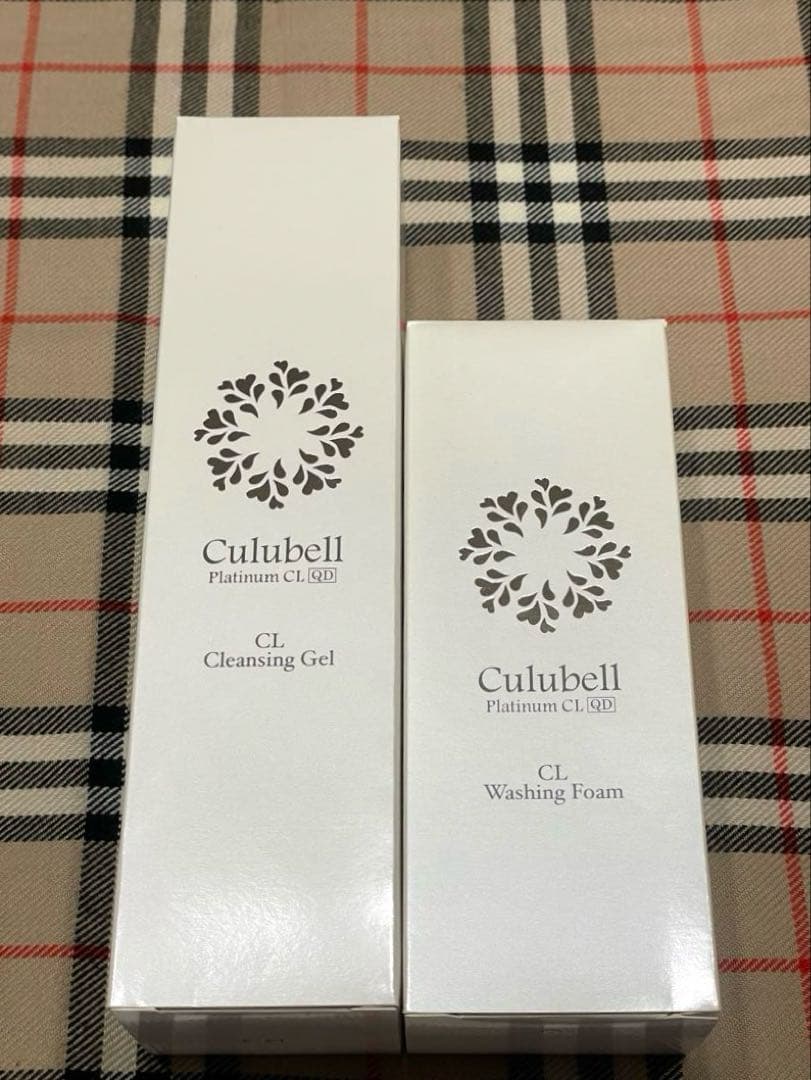 Culubell
Platinum CL QD
CL
Cleansing Gel
Culubell
Platinum CL QD
CL
Washing Foam